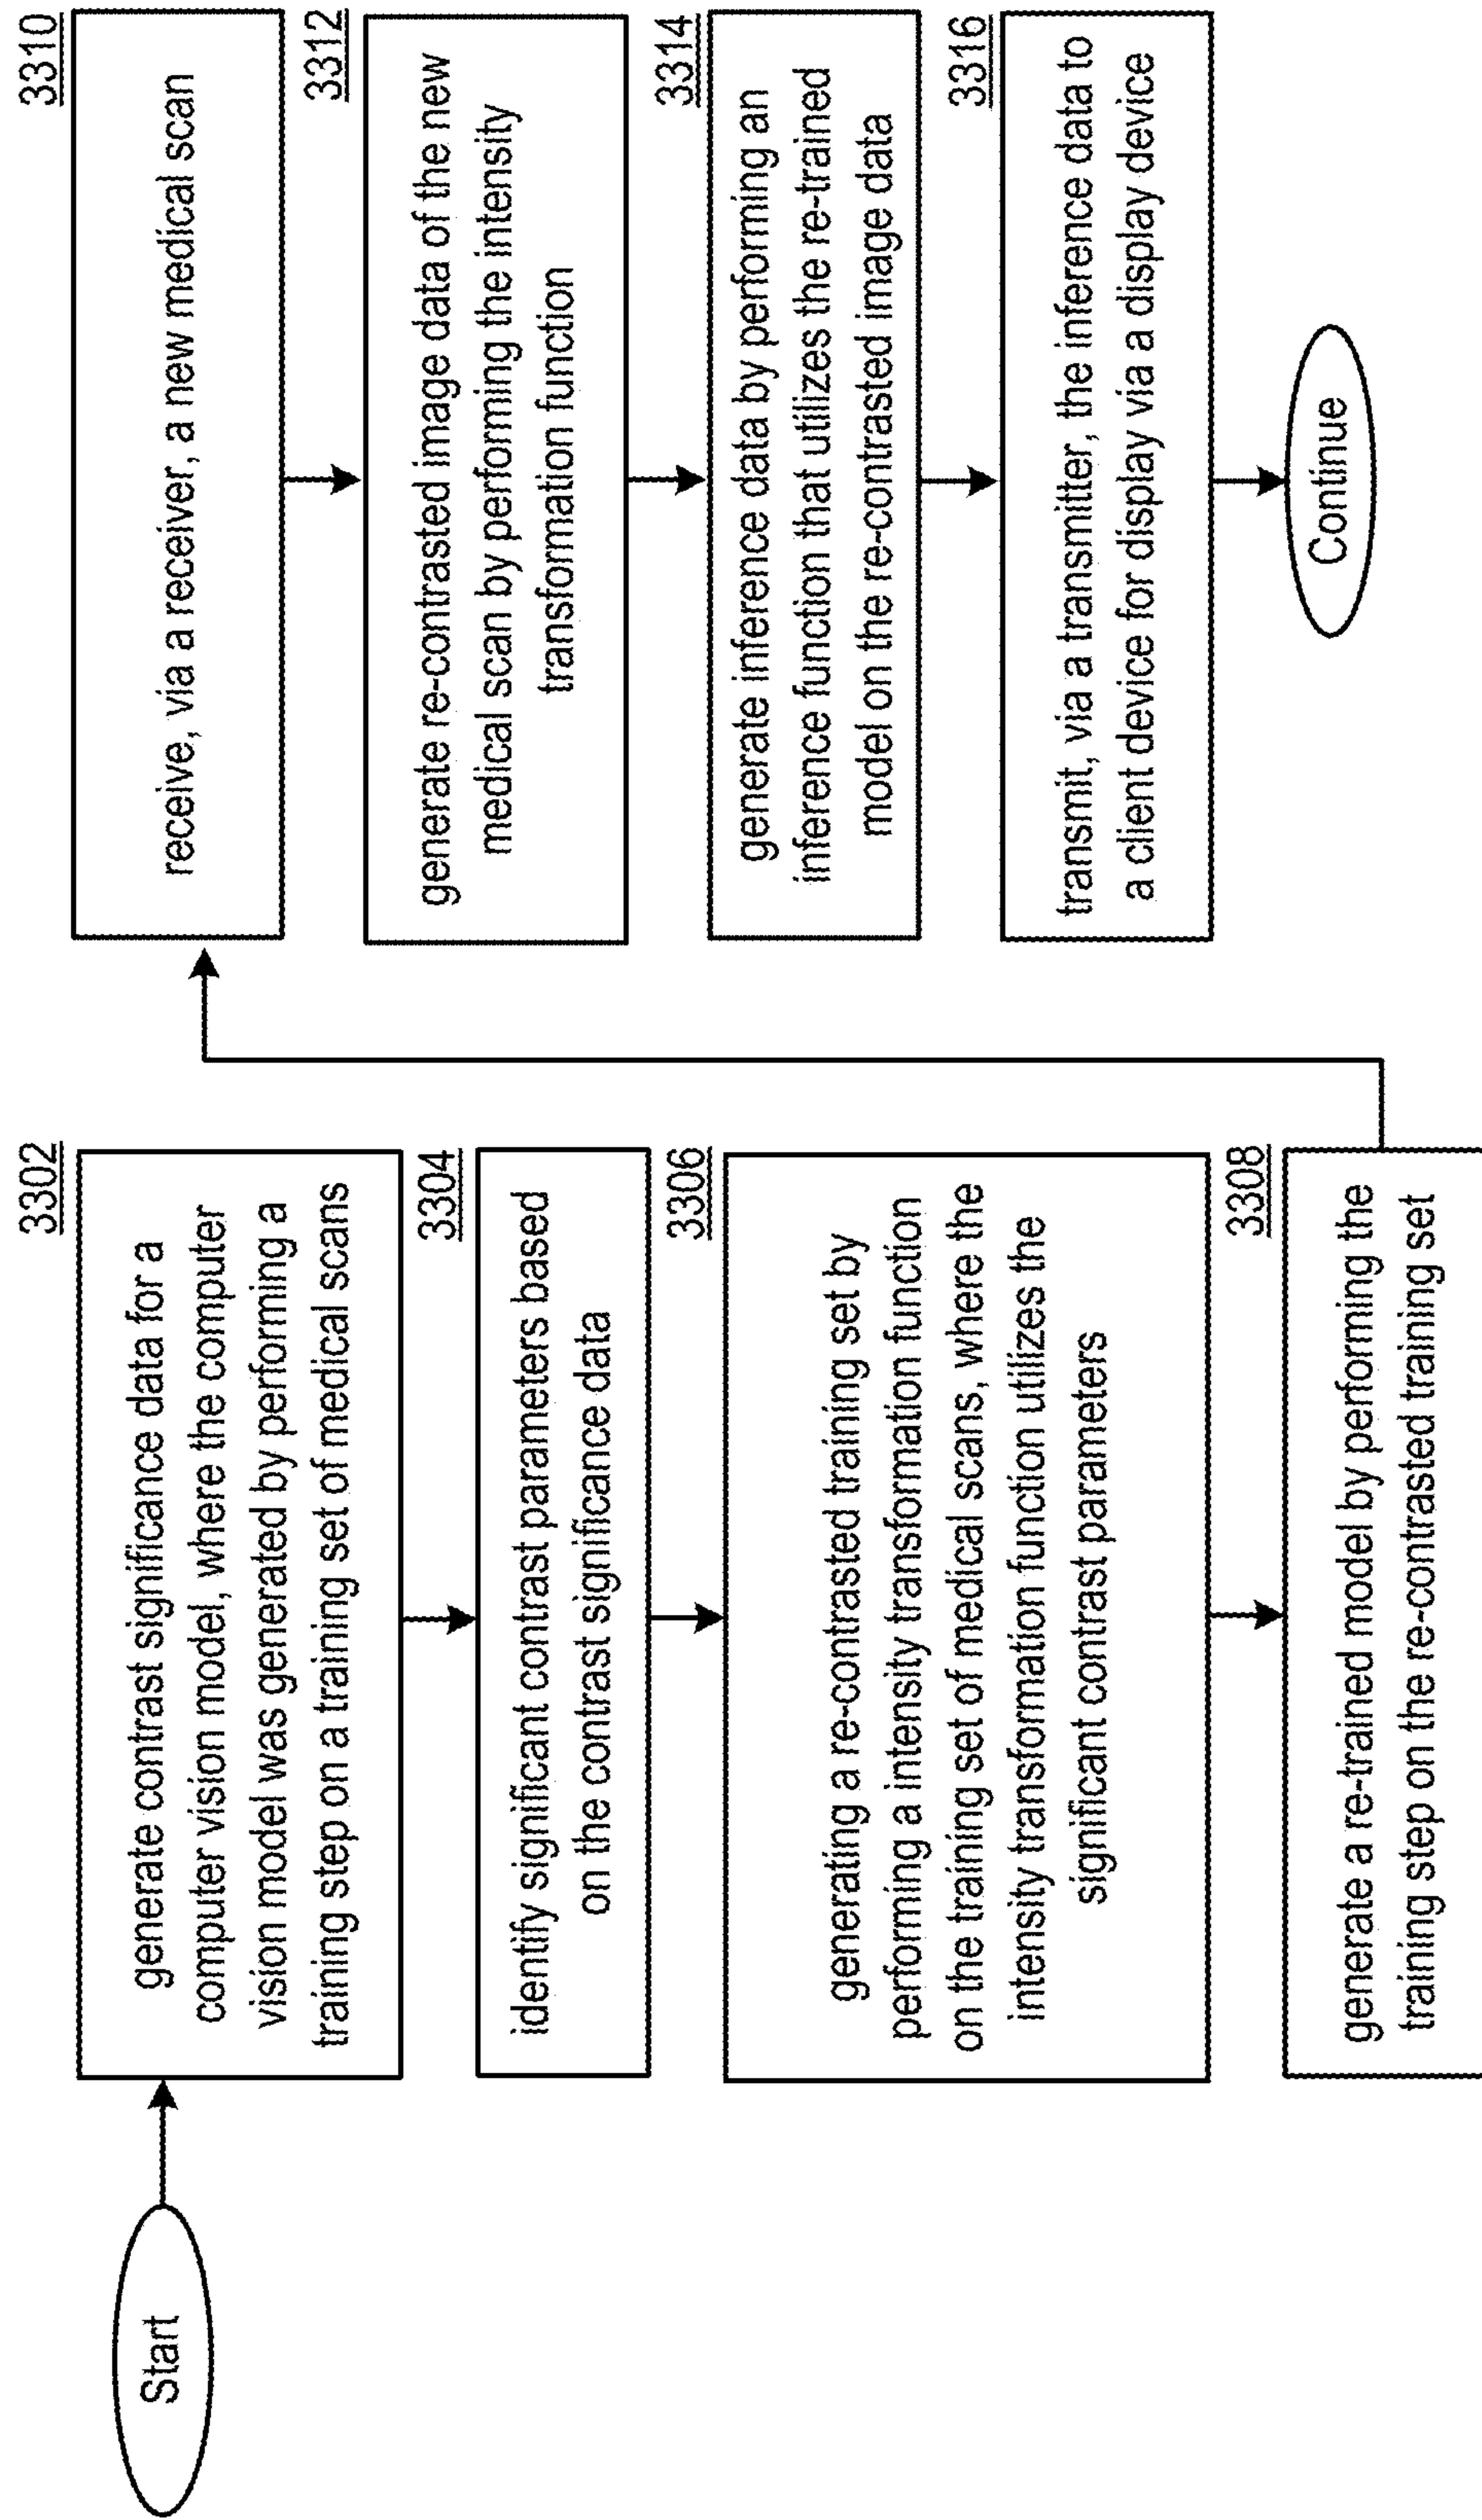 Start
3302
generate contrast significance data for a
computer vision model, where the computer
vision model was generated by performing a
training step on a training set of medical scans
3304
identify significant contrast parameters based
on the contrast significance data
3306
generating a re-contrasted training set by
performing a intensity transformation function
on the training set of medical scans, where the
intensity transformation function utilizes the
significant contrast parameters
3308
generate a re-trained model by performing the
training step on the re-contrasted training set
3310
receive, via a receiver, a new medical scan
3312
generate re-contrasted image data of the new
medical scan by performing the intensity
transformation function
3314
generate inference data by performing an
inference function that utilizes the re-trained
model on the re-contrasted image data
3316
transmit, via a transmitter, the inference data to
a client device for display via a display device
Continue